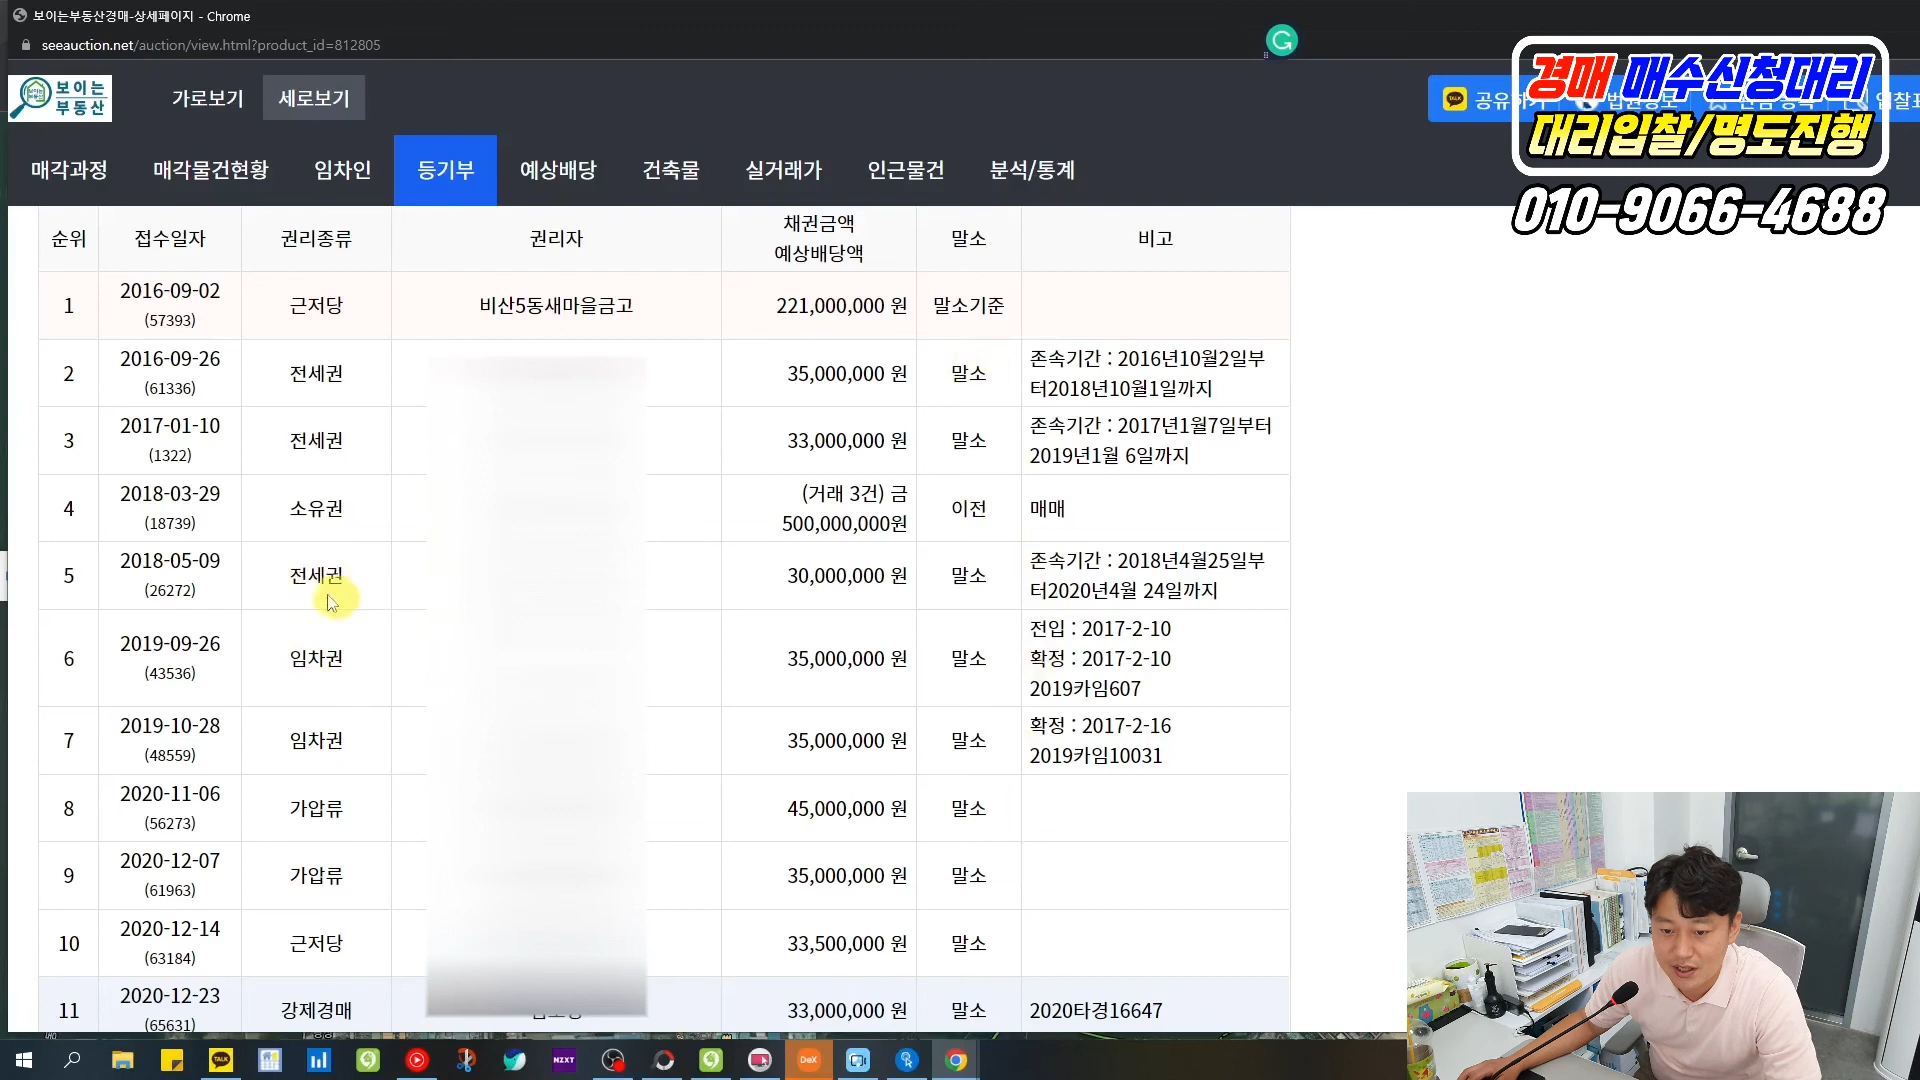 보이는부동산경매-상세페이지 - Chrome
seeauction.net/auction/view.html?product_id=812805
보이는
부동산
가로보기
세로보기
공유하기
경매 매수신청대리
대리입찰/명도진행
010-9066-4688
매각과정
매각물건현황
임차인
등기부
예상배당
건축물
실거래가
인근물건
분석/통계
순위
접수일자
권리종류
권리자
채권금액
예상배당액
말소
비고
1
2016-09-02
(57393)
근저당
비산5동새마을금고
221,000,000 원
말소기준
2
2016-09-26
(61336)
전세권
35,000,000 원
말소
존속기간 : 2016년10월2일부
터2018년10월1일까지
3
2017-01-10
(1322)
전세권
33,000,000 원
말소
존속기간 : 2017년1월7일부터
2019년1월 6일까지
4
2018-03-29
(18739)
소유권
(거래 3건) 금
500,000,000원
이전
매매
5
2018-05-09
(26272)
전세권
30,000,000 원
말소
존속기간 : 2018년4월25일부
터2020년4월 24일까지
6
2019-09-26
(43536)
임차권
35,000,000 원
말소
전입 : 2017-2-10
확정 : 2017-2-10
2019카임607
7
2019-10-28
(48559)
임차권
35,000,000 원
말소
확정 : 2017-2-16
2019카임10031
8
2020-11-06
(56273)
가압류
45,000,000 원
말소
9
2020-12-07
(61963)
가압류
35,000,000 원
말소
10
2020-12-14
(63184)
근저당
33,500,000 원
말소
11
2020-12-23
(65631)
강제경매
33,000,000 원
말소
2020타경16647
TALK
NZXT
DeX